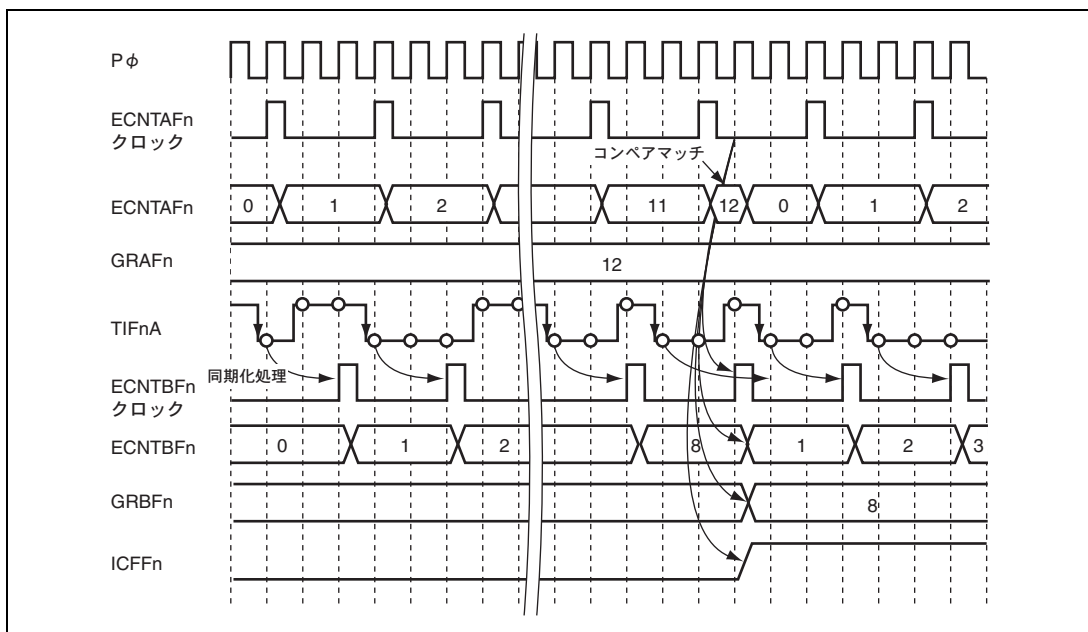 Pφ
ECNTAFn
クロック
コンペアマッチ
ECNTAFn
0 1 2 11 12 0 1 2
GRAFn
12
TIFnA
同期化処理
ECNTBFn
クロック
ECNTBFn
0 1 2 8 1 2 3
GRBFn
8
ICFFn